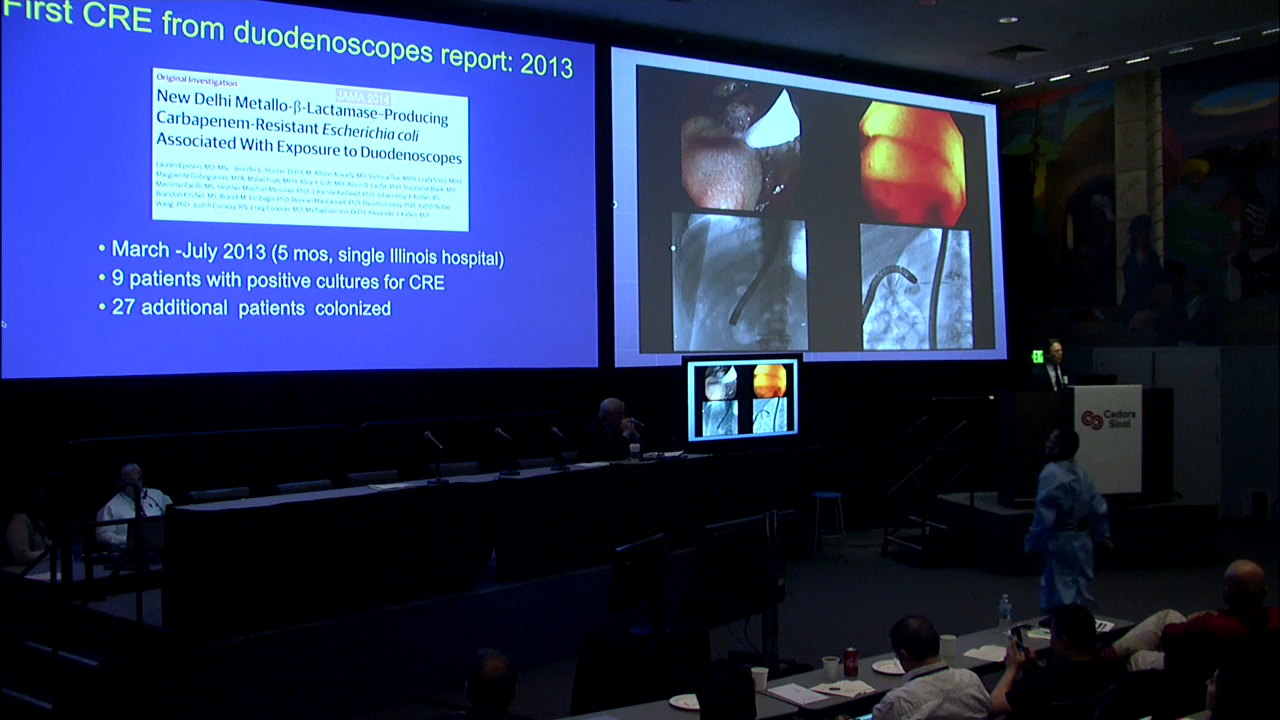 First CRE from duodenoscopes report: 2013
Original Investigation
JAMA 2014
New Delhi Metallo-β-Lactamase-Producing
Carbapenem-Resistant Escherichia coli
Associated With Exposure to Duodenoscopes
• March -July 2013 (5 mos, single Illinois hospital)
• 9 patients with positive cultures for CRE
• 27 additional patients colonized
Cedars
Sinai